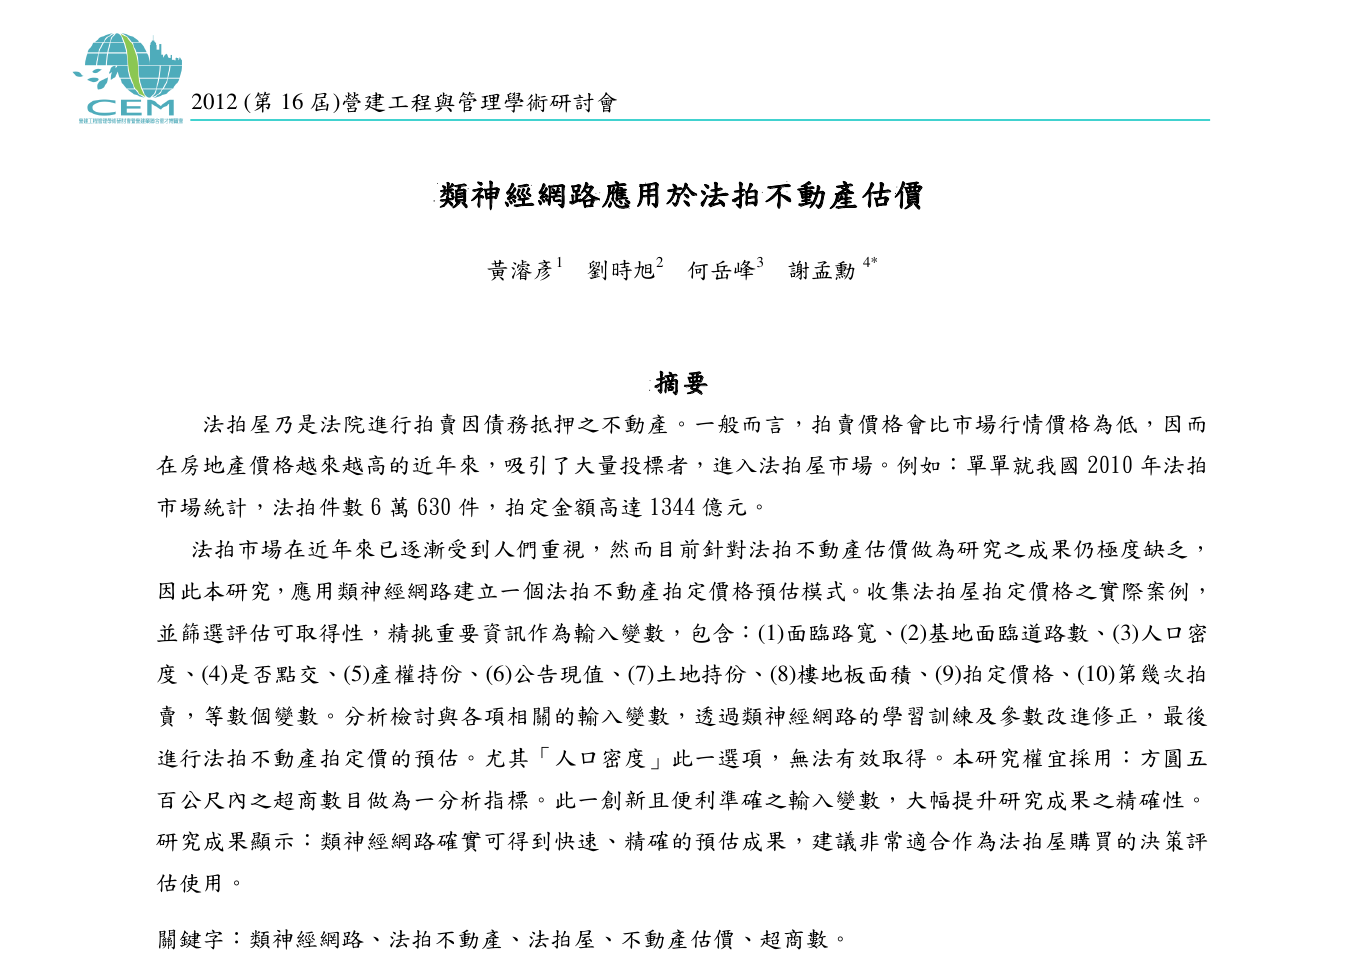 CEM
2012 (第 16 屆)營建工程與管理學術研討會
類神經網路應用於法拍不動產估價
黃濬彥1 劉時旭2 何岳峰3 謝孟勳 4*
摘要
法拍屋乃是法院進行拍賣因債務抵押之不動產。一般而言，拍賣價格會比市場行情價格為低，因而
在房地產價格越來越高的近年來，吸引了大量投標者，進入法拍屋市場。例如：單單就我國 2010 年法拍
市場統計，法拍件數 6 萬 630 件，拍定金額高達 1344 億元。
法拍市場在近年來已逐漸受到人們重視，然而目前針對法拍不動產估價做為研究之成果仍極度缺乏，
因此本研究，應用類神經網路建立一個法拍不動產拍定價格預估模式。收集法拍屋拍定價格之實際案例，
並篩選評估可取得性，精挑重要資訊作為輸入變數，包含：(1)面臨路寬、(2)基地面臨道路數、(3)人口密
度、(4)是否點交、(5)產權持份、(6)公告現值、(7)土地持份、(8)樓地板面積、(9)拍定價格、(10)第幾次拍
賣，等數個變數。分析檢討與各項相關的輸入變數，透過類神經網路的學習訓練及參數改進修正，最後
進行法拍不動產拍定價的預估。尤其「人口密度」此一選項，無法有效取得。本研究權宜採用：方圓五
百公尺內之超商數目做為一分析指標。此一創新且便利準確之輸入變數，大幅提升研究成果之精確性。
研究成果顯示：類神經網路確實可得到快速、精確的預估成果，建議非常適合作為法拍屋購買的決策評
估使用。
關鍵字：類神經網路、法拍不動產、法拍屋、不動產估價、超商數。